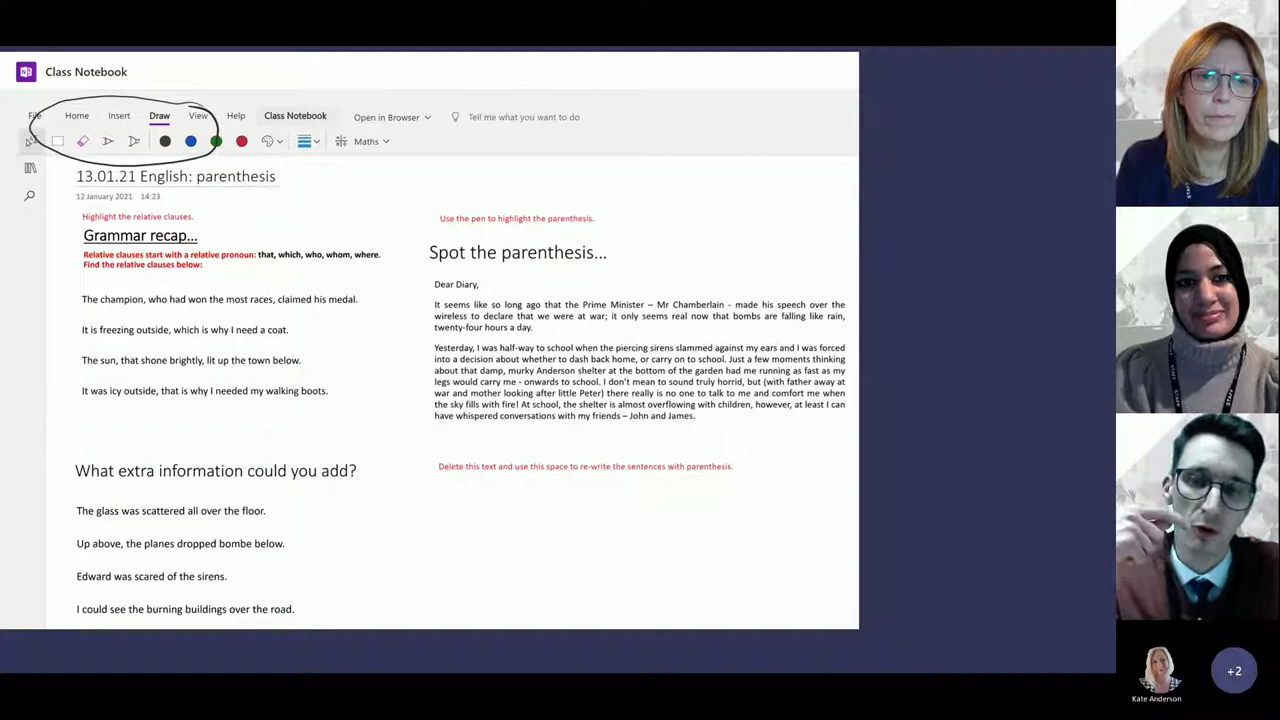 Class Notebook
File Home Insert Draw View Help Class Notebook Open in Browser Tell me what you want to do
Maths
13.01.21 English: parenthesis
12 January 2021 14:23
Highlight the relative clauses.
Grammar recap...
Relative clauses start with a relative pronoun: that, which, who, whom, where.
Find the relative clauses below:
The champion, who had won the most races, claimed his medal.
It is freezing outside, which is why I need a coat.
The sun, that shone brightly, lit up the town below.
It was icy outside, that is why I needed my walking boots.
What extra information could you add?
The glass was scattered all over the floor.
Up above, the planes dropped bombe below.
Edward was scared of the sirens.
I could see the burning buildings over the road.
Use the pen to highlight the parenthesis.
Spot the parenthesis...
Dear Diary,
It seems like so long ago that the Prime Minister – Mr Chamberlain - made his speech over the
wireless to declare that we were at war; it only seems real now that bombs are falling like rain,
twenty-four hours a day.
Yesterday, I was half-way to school when the piercing sirens slammed against my ears and I was forced
into a decision about whether to dash back home, or carry on to school. Just a few moments thinking
about that damp, murky Anderson shelter at the bottom of the garden had me running as fast as my
legs would carry me - onwards to school. I don't mean to sound truly horrid, but (with father away at
war and mother looking after little Peter) there really is no one to talk to me and comfort me when
the sky fills with fire! At school, the shelter is almost overflowing with children, however, at least I can
have whispered conversations with my friends – John and James.
Delete this text and use this space to re-write the sentences with parenthesis.
STAFF
STAFF
Kate Anderson
+2